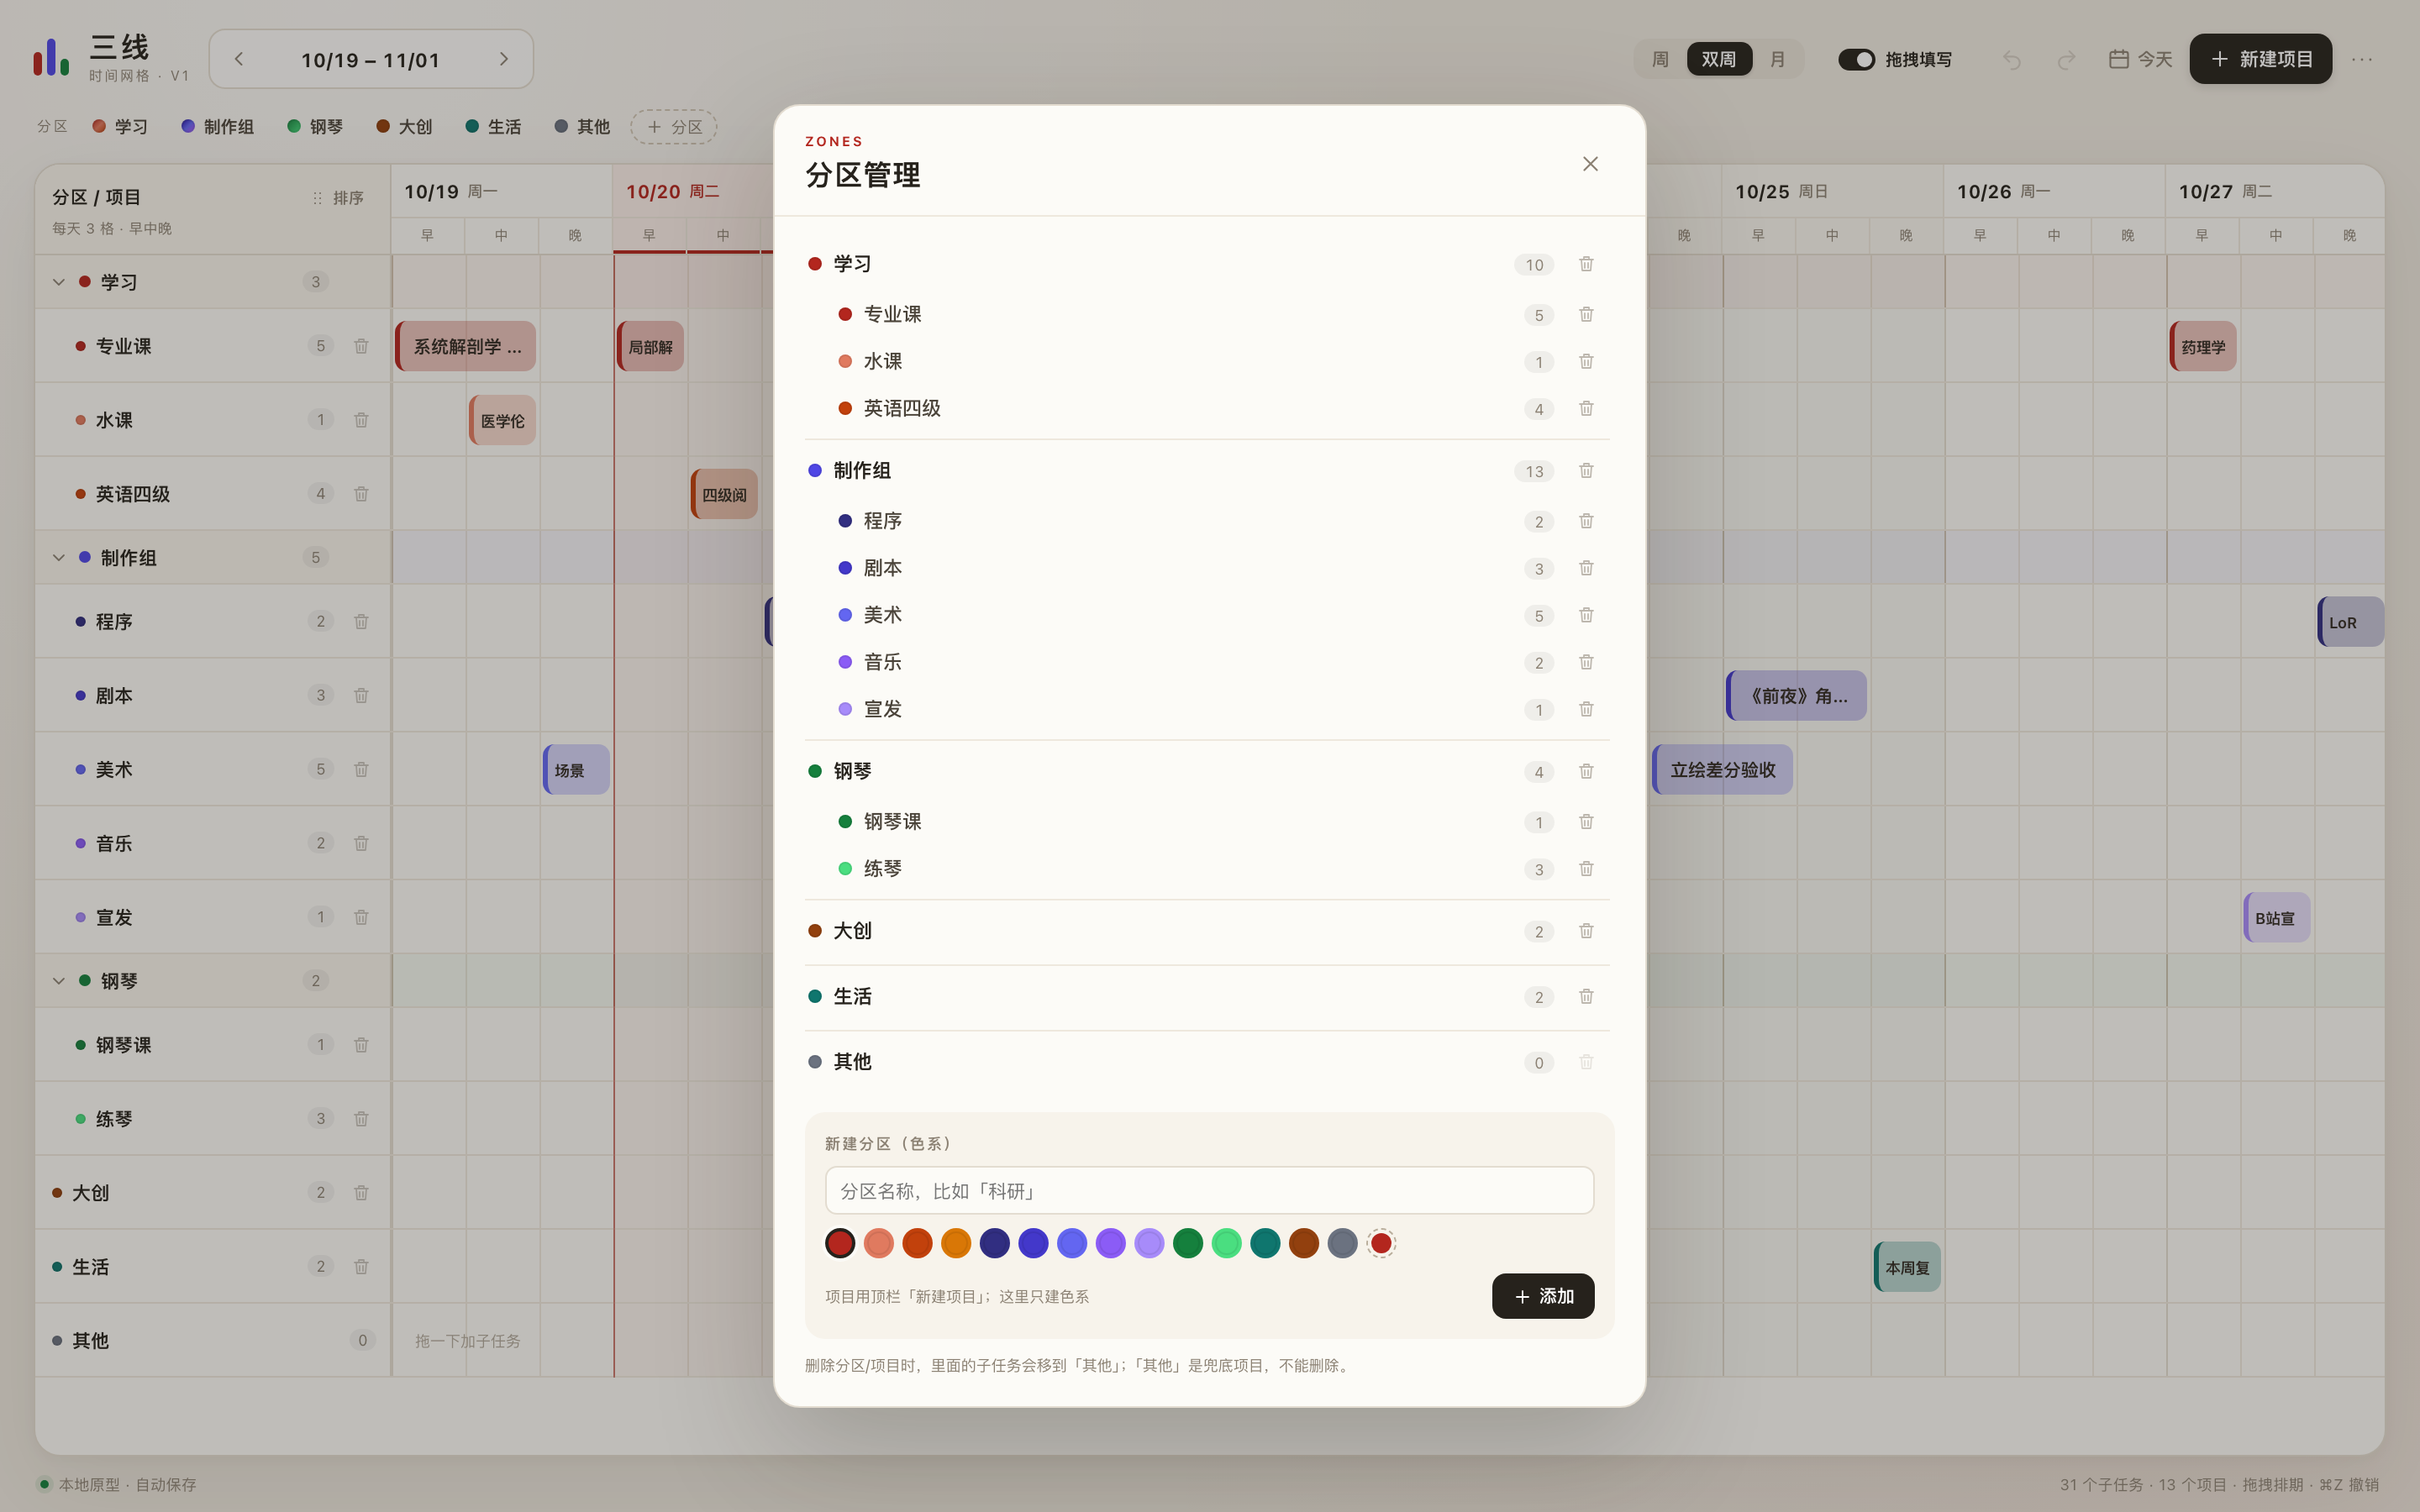 三线
时间网格 · V1
10/19 – 11/01
周 双周 月
拖拽填写
今天
新建项目
···
分区 学习 制作组 钢琴 大创 生活 其他 + 分区
分区 / 项目 排序
每天 3 格 · 早中晚
10/19 周一 10/20 周二 10/25 周日 10/26 周一 10/27 周二
早 中 晚 早 中 晚 早 中 晚 早 中 晚 早 中 晚
学习 3
专业课 5 系统解剖学 ... 局部解 药理学
水课 1 医学伦
英语四级 4 四级阅
制作组 5
程序 2 LoR
剧本 3 《前夜》角...
美术 5 场景 立绘差分验收
音乐 2
宣发 1 B站宣
钢琴 2
钢琴课 1
练琴 3
大创 2
生活 2 本周复
其他 0 拖一下加子任务
ZONES
分区管理
学习 10
专业课 5
水课 1
英语四级 4
制作组 13
程序 2
剧本 3
美术 5
音乐 2
宣发 1
钢琴 4
钢琴课 1
练琴 3
大创 2
生活 2
其他 0
新建分区（色系）
分区名称，比如「科研」
项目用顶栏「新建项目」；这里只建色系
+ 添加
删除分区/项目时，里面的子任务会移到「其他」；「其他」是兜底项目，不能删除。
本地原型 · 自动保存
31 个子任务 · 13 个项目 · 拖拽排期 · ⌘Z 撤销